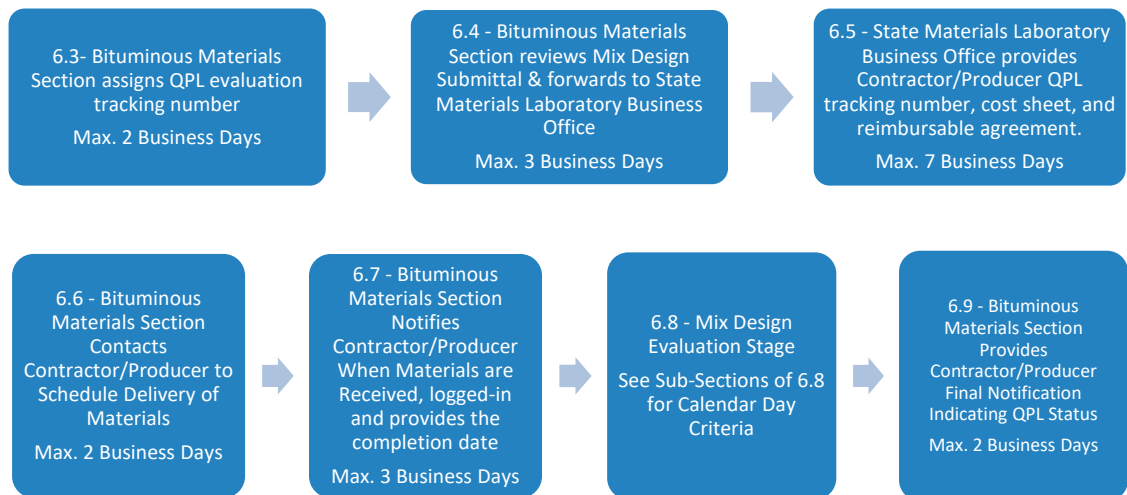 6.3- Bituminous Materials
Section assigns QPL evaluation
tracking number
Max. 2 Business Days
6.4 - Bituminous Materials
Section reviews Mix Design
Submittal & forwards to State
Materials Laboratory Business
Office
Max. 3 Business Days
6.5 - State Materials Laboratory
Business Office provides
Contractor/Producer QPL
tracking number, cost sheet, and
reimbursable agreement.
Max. 7 Business Days
6.6 - Bituminous
Materials Section
Contacts
Contractor/Producer to
Schedule Delivery of
Materials
Max. 2 Business Days
6.7 - Bituminous
Materials Section
Notifies
Contractor/Producer
When Materials are
Received, logged-in
and provides the
completion date
Max. 3 Business Days
6.8 - Mix Design
Evaluation Stage
See Sub-Sections of 6.8
for Calendar Day
Criteria
6.9 - Bituminous
Materials Section
Provides
Contractor/Producer
Final Notification
Indicating QPL Status
Max. 2 Business Days